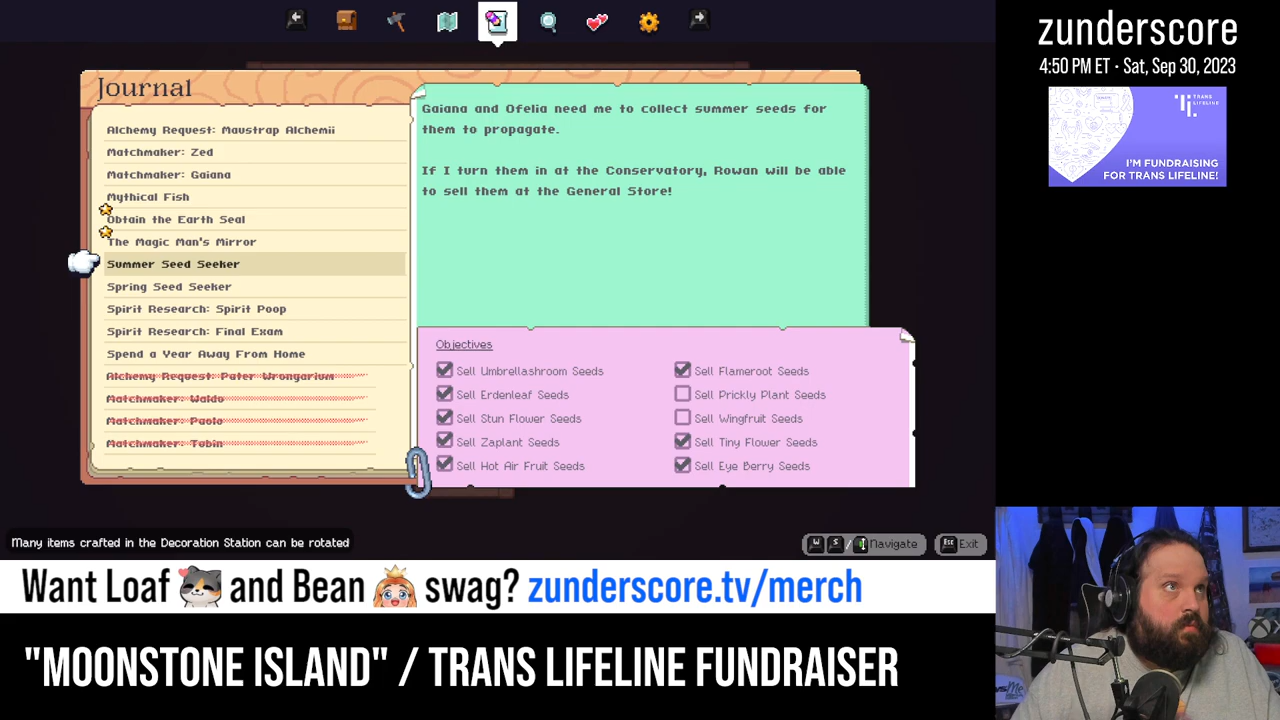 zunderscore
4:50 PM ET · Sat, Sep 30, 2023
TRANS
LIFELINE
I'M FUNDRAISING
FOR TRANS LIFELINE!
Journal
Alchemy Request: Maustrap Alchemii
Matchmaker: Zed
Matchmaker: Gaiana
Mythical Fish
Obtain the Earth Seal
The Magic Man's Mirror
Summer Seed Seeker
Spring Seed Seeker
Spirit Research: Spirit Poop
Spirit Research: Final Exam
Spend a Year Away From Home
Alchemy Request: Pater Wrongarium
Matchmaker: Waldo
Matchmaker: Paolo
Matchmaker: Tobin
Gaiana and Ofelia need me to collect summer seeds for
them to propagate.
If I turn them in at the Conservatory, Rowan will be able
to sell them at the General Store!
Objectives
Sell Umbrellashroom Seeds
Sell Erdenleaf Seeds
Sell Stun Flower Seeds
Sell Zaplant Seeds
Sell Hot Air Fruit Seeds
Sell Flameroot Seeds
Sell Prickly Plant Seeds
Sell Wingfruit Seeds
Sell Tiny Flower Seeds
Sell Eye Berry Seeds
Many items crafted in the Decoration Station can be rotated
W S / Navigate
Esc Exit
Want Loaf and Bean swag? zunderscore.tv/merch
"MOONSTONE ISLAND" / TRANS LIFELINE FUNDRAISER